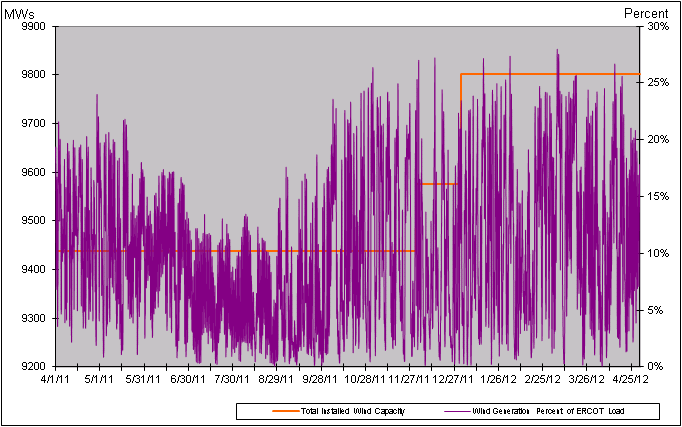 MWs Percent
9900 30%
9800 25%
9700 20%
9600
9500 15%
9400 10%
9300 5%
9200 0%
4/1/11 5/1/11 5/31/11 6/30/11 7/30/11 8/29/11 9/28/11 10/28/11 11/27/11 12/27/11 1/26/12 2/25/12 3/26/12 4/25/12
Total Installed Wind Capacity Wind Generation Percent of ERCOT Load